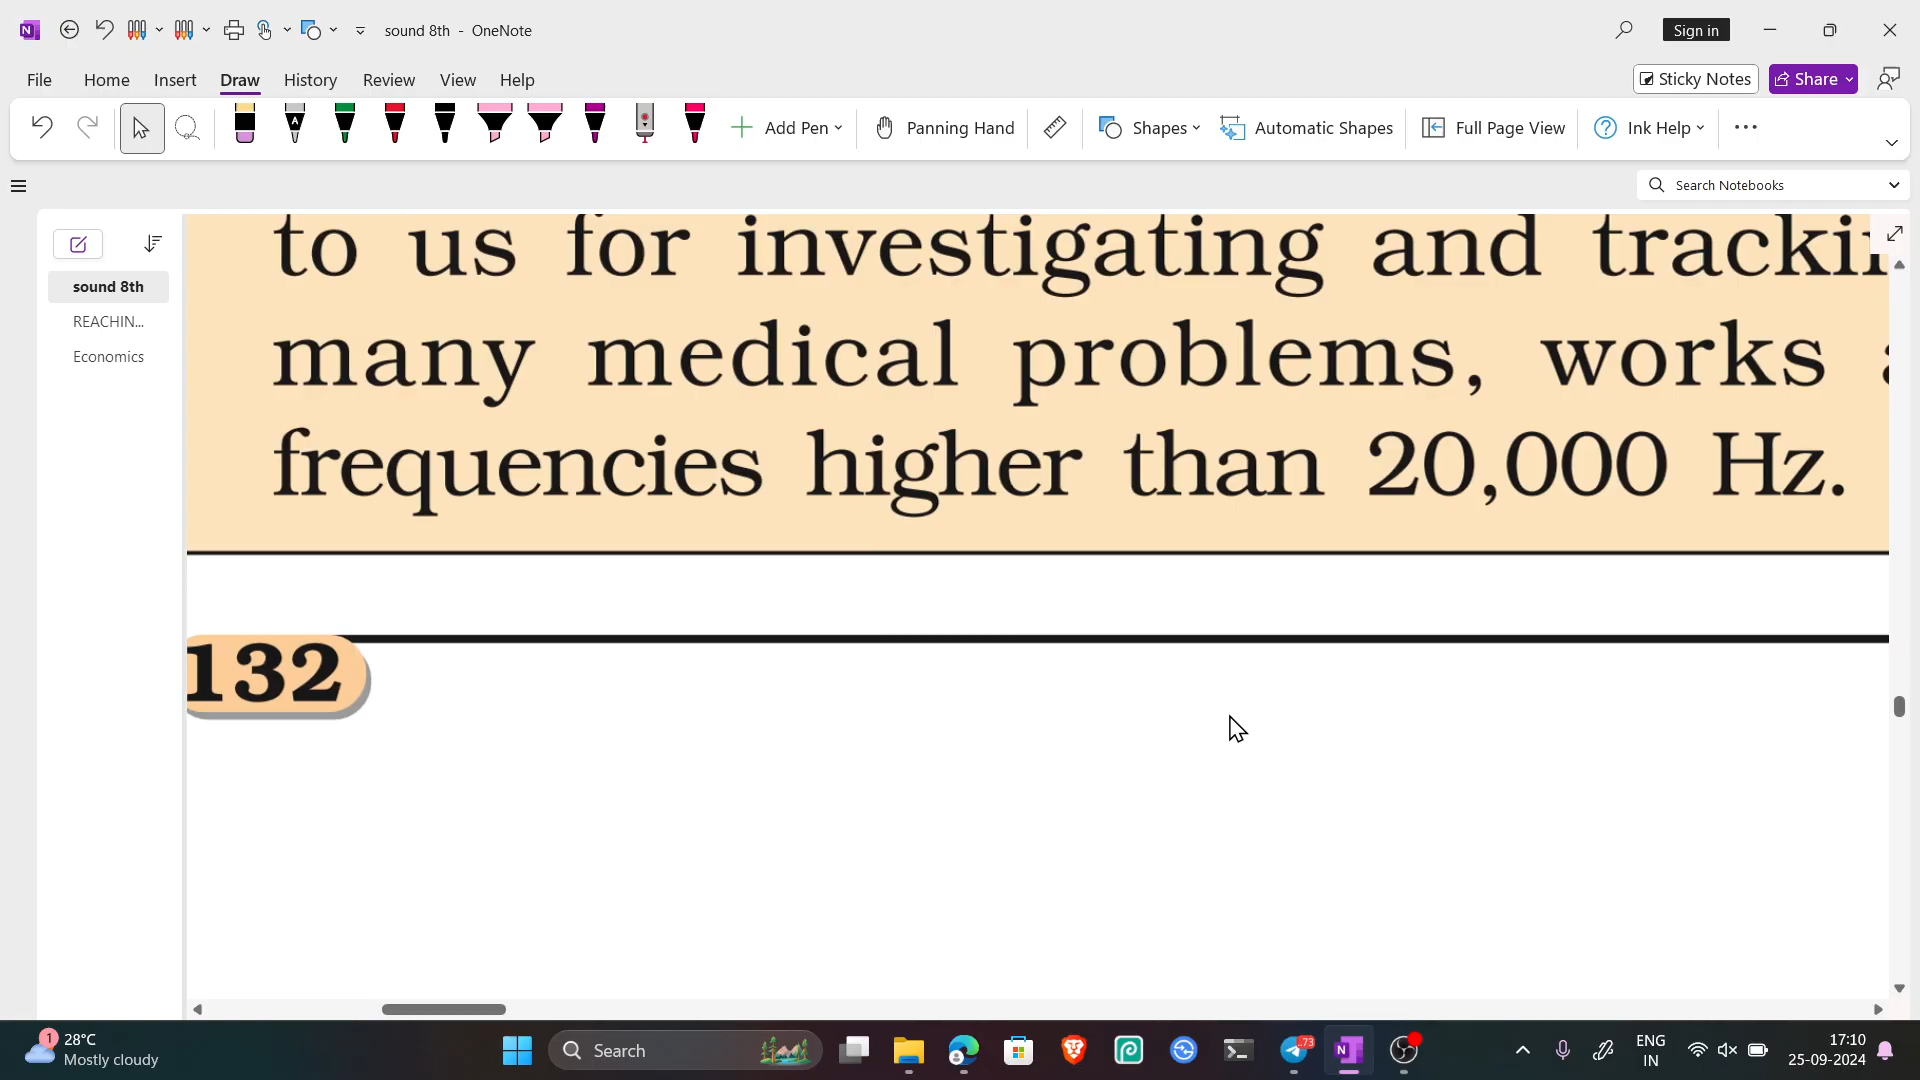 sound 8th - OneNote
Sign in
File Home Insert Draw History Review View Help
Sticky Notes Share
Add Pen Panning Hand Shapes Automatic Shapes Full Page View Ink Help
Search Notebooks
sound 8th
REACHIN...
Economics
to us for investigating and tracki
many medical problems, works
frequencies higher than 20,000 Hz.
132
1
28°C
Mostly cloudy
Search
73
ENG
IN
17:10
25-09-2024